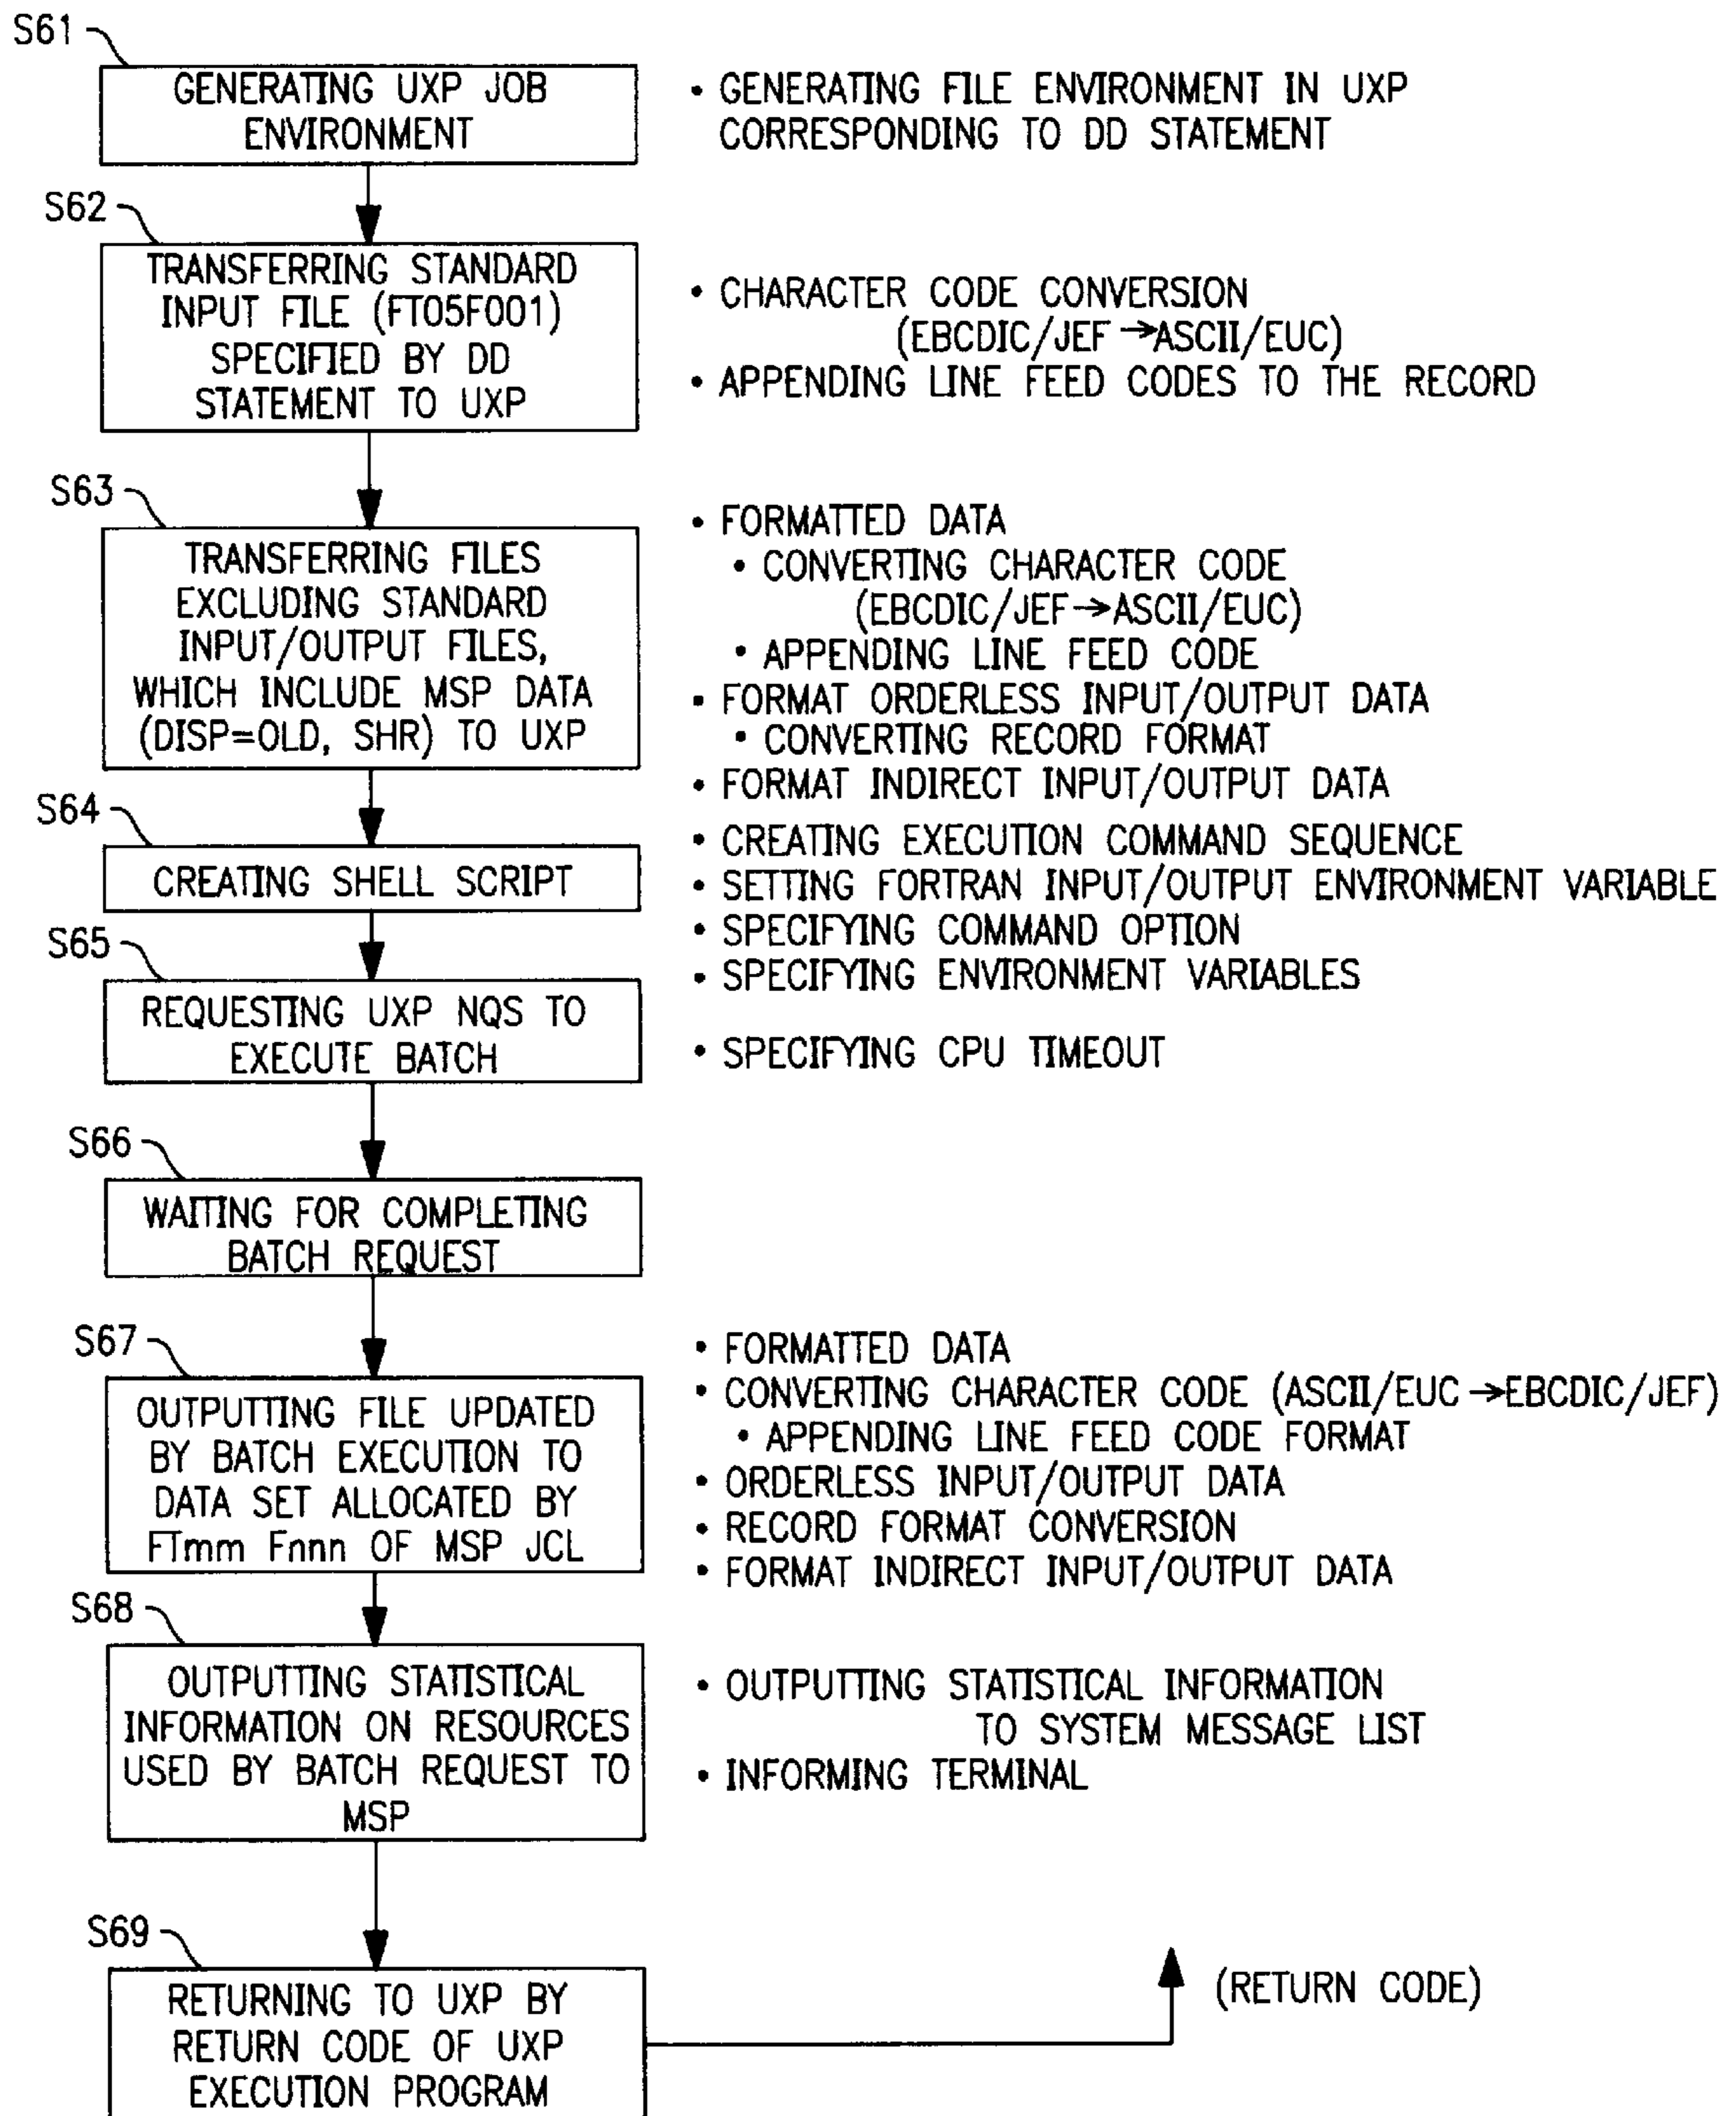 S61
GENERATING UXP JOB
ENVIRONMENT
• GENERATING FILE ENVIRONMENT IN UXP
CORRESPONDING TO DD STATEMENT
S62
TRANSFERRING STANDARD
INPUT FILE (FT05F001)
SPECIFIED BY DD
STATEMENT TO UXP
• CHARACTER CODE CONVERSION
(EBCDIC/JEF→ASCII/EUC)
• APPENDING LINE FEED CODES TO THE RECORD
S63
TRANSFERRING FILES
EXCLUDING STANDARD
INPUT/OUTPUT FILES,
WHICH INCLUDE MSP DATA
(DISP=OLD, SHR) TO UXP
• FORMATTED DATA
• CONVERTING CHARACTER CODE
(EBCDIC/JEF→ASCII/EUC)
• APPENDING LINE FEED CODE
• FORMAT ORDERLESS INPUT/OUTPUT DATA
• CONVERTING RECORD FORMAT
• FORMAT INDIRECT INPUT/OUTPUT DATA
S64
CREATING SHELL SCRIPT
• CREATING EXECUTION COMMAND SEQUENCE
• SETTING FORTRAN INPUT/OUTPUT ENVIRONMENT VARIABLE
• SPECIFYING COMMAND OPTION
• SPECIFYING ENVIRONMENT VARIABLES
S65
REQUESTING UXP NQS TO
EXECUTE BATCH
• SPECIFYING CPU TIMEOUT
S66
WAITING FOR COMPLETING
BATCH REQUEST
S67
OUTPUTTING FILE UPDATED
BY BATCH EXECUTION TO
DATA SET ALLOCATED BY
FTmm Fnnn OF MSP JCL
• FORMATTED DATA
• CONVERTING CHARACTER CODE (ASCII/EUC→EBCDIC/JEF)
• APPENDING LINE FEED CODE FORMAT
• ORDERLESS INPUT/OUTPUT DATA
• RECORD FORMAT CONVERSION
• FORMAT INDIRECT INPUT/OUTPUT DATA
S68
OUTPUTTING STATISTICAL
INFORMATION ON RESOURCES
USED BY BATCH REQUEST TO
MSP
• OUTPUTTING STATISTICAL INFORMATION
TO SYSTEM MESSAGE LIST
• INFORMING TERMINAL
S69
RETURNING TO UXP BY
RETURN CODE OF UXP
EXECUTION PROGRAM
(RETURN CODE)